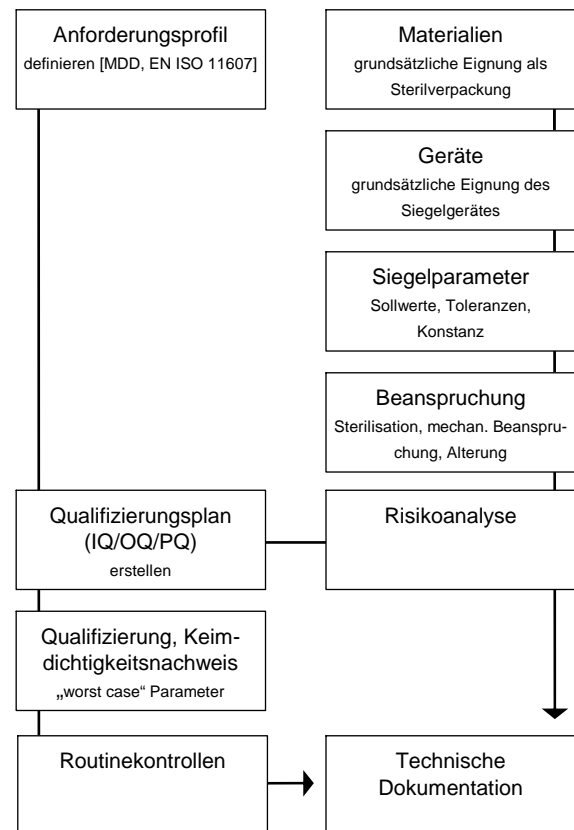 Anforderungsprofil
definieren [MDD, EN ISO 11607]
Materialien
grundsätzliche Eignung als
Sterilverpackung
Geräte
grundsätzliche Eignung des
Siegelgerätes
Siegelparameter
Sollwerte, Toleranzen,
Konstanz
Beanspruchung
Sterilisation, mechan. Beanspru-
chung, Alterung
Qualifizierungsplan
(IQ/OQ/PQ)
erstellen
Risikoanalyse
Qualifizierung, Keim-
dichtigkeitsnachweis
„worst case“ Parameter
Routinekontrollen
Technische
Dokumentation